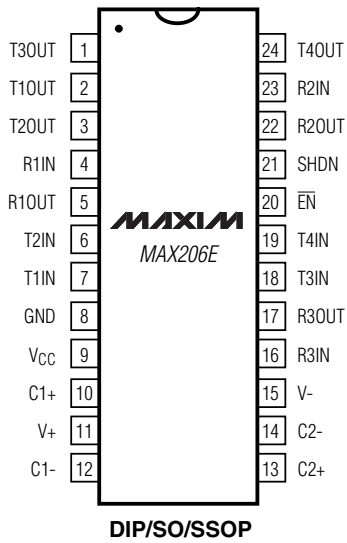 T3OUT 1 24 T4OUT
T1OUT 2 23 R2IN
T2OUT 3 22 R2OUT
R1IN 4 21 SHDN
R1OUT 5 20 E̅N̅
MAXIM
T2IN 6 19 T4IN
MAX206E
T1IN 7 18 T3IN
GND 8 17 R3OUT
VCC 9 16 R3IN
C1+ 10 15 V-
V+ 11 14 C2-
C1- 12 13 C2+
DIP/SO/SSOP